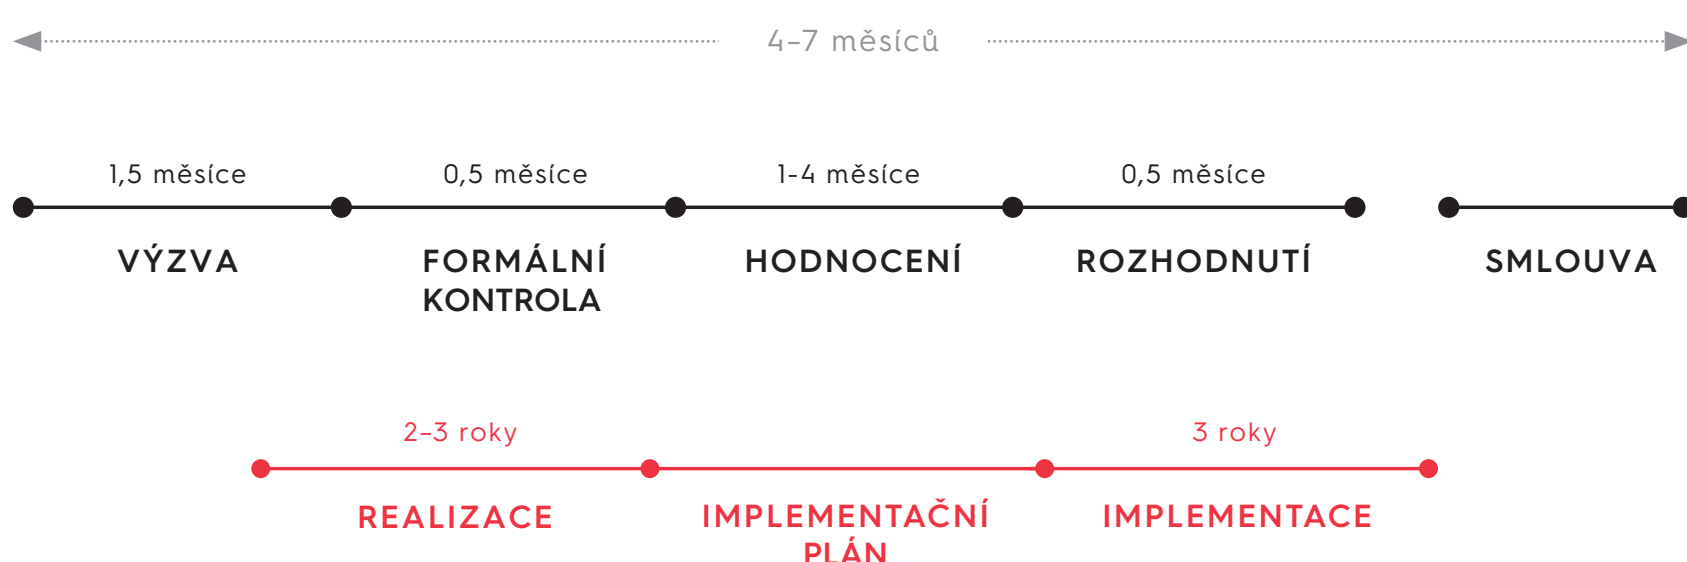 4–7 měsíců
1,5 měsíce
0,5 měsíce
1-4 měsíce
0,5 měsíce
VÝZVA
FORMÁLNÍ
KONTROLA
HODNOCENÍ
ROZHODNUTÍ
SMLOUVA
2–3 roky
3 roky
REALIZACE
IMPLEMENTAČNÍ
PLÁN
IMPLEMENTACE